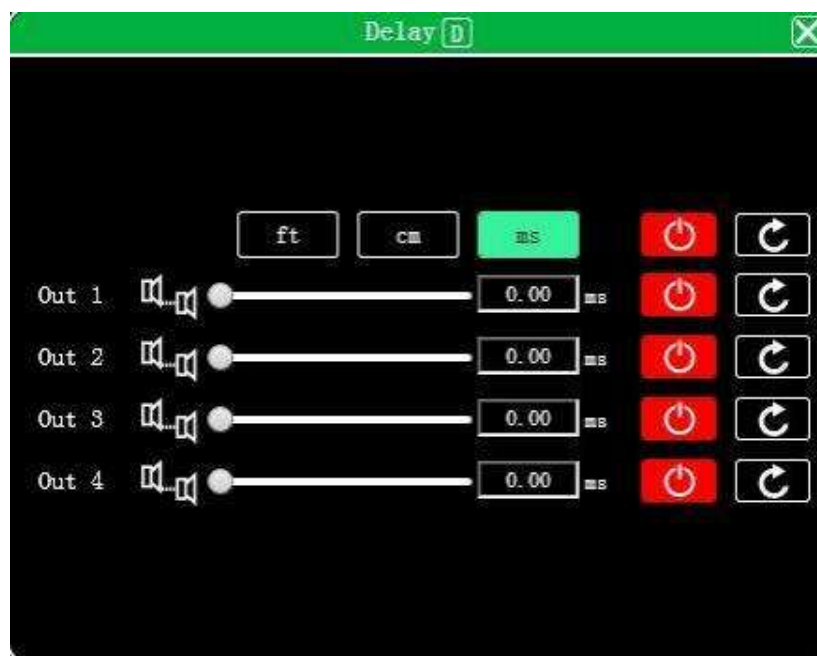 Delay D
ft cm ms
Out 1 0.00 ms
Out 2 0.00 ms
Out 3 0.00 ms
Out 4 0.00 ms